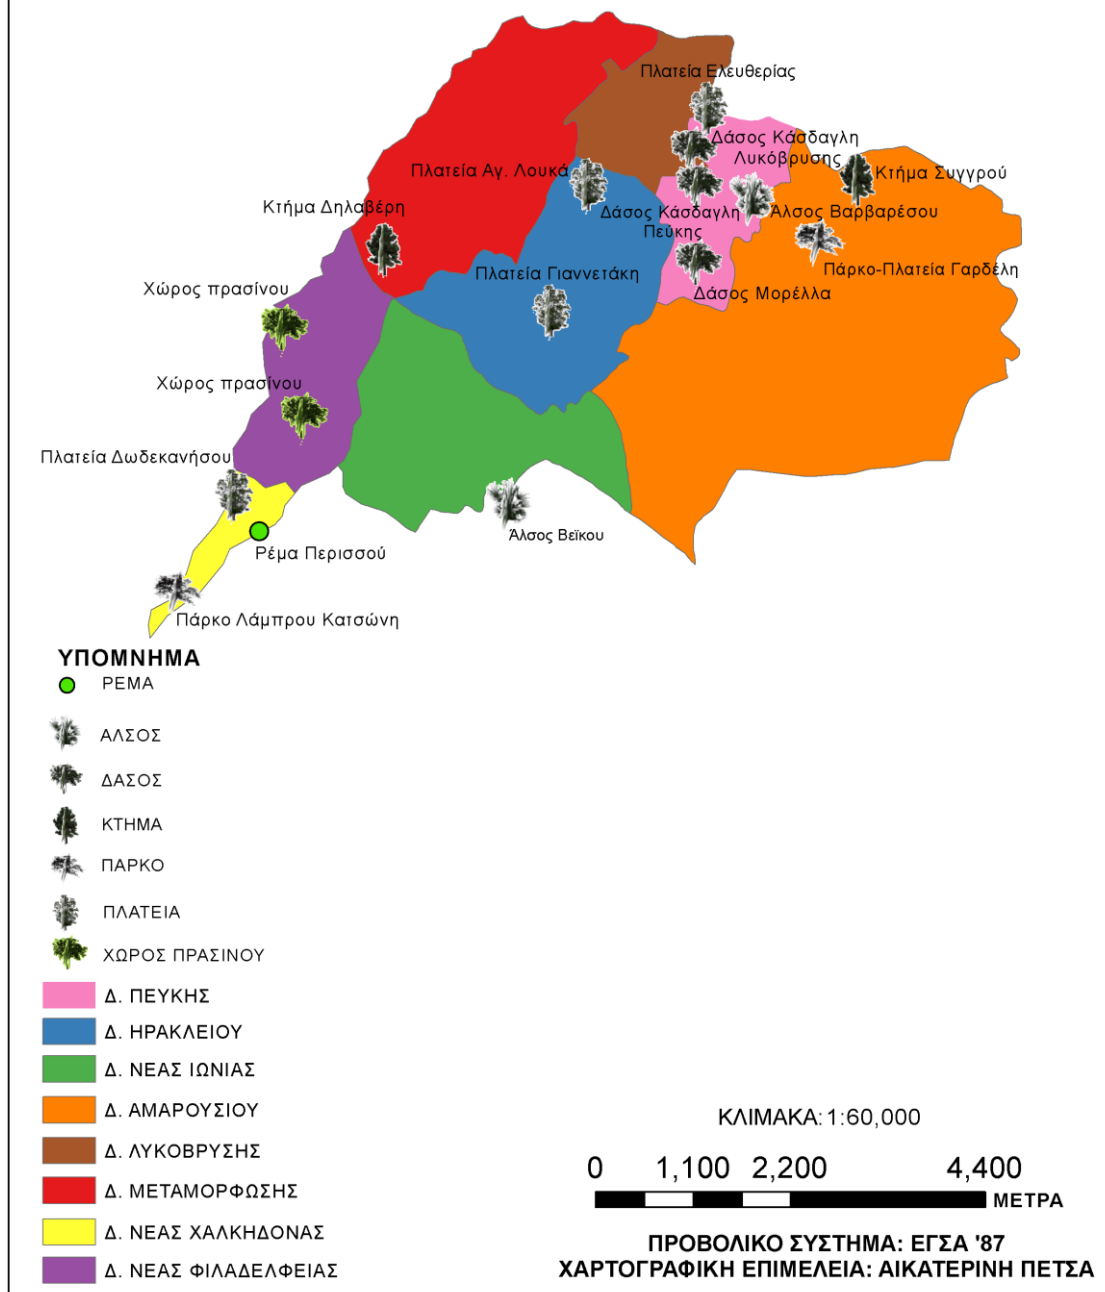 Πλατεία Ελευθερίας
Δάσος Κάσδαγλη
Λυκόβρυσης
Πλατεία Αγ. Λουκά
Κτήμα Συγγρού
Κτήμα Δηλαβέρη
Δάσος Κάσδαγλη
Πεύκης
Άλσος Βαρβαρέσου
Πλατεία Γιαννετάκη
Πάρκο-Πλατεία Γαρδέλη
Χώρος πρασίνου
Δάσος Μορέλλα
Χώρος πρασίνου
Πλατεία Δωδεκανήσου
Άλσος Βεϊκου
Ρέμα Περισσού
Πάρκο Λάμπρου Κατσώνη
ΥΠΟΜΝΗΜΑ
ΡΕΜΑ
ΑΛΣΟΣ
ΔΑΣΟΣ
ΚΤΗΜΑ
ΠΑΡΚΟ
ΠΛΑΤΕΙΑ
ΧΩΡΟΣ ΠΡΑΣΙΝΟΥ
Δ. ΠΕΥΚΗΣ
Δ. ΗΡΑΚΛΕΙΟΥ
Δ. ΝΕΑΣ ΙΩΝΙΑΣ
Δ. ΑΜΑΡΟΥΣΙΟΥ
Δ. ΛΥΚΟΒΡΥΣΗΣ
Δ. ΜΕΤΑΜΟΡΦΩΣΗΣ
Δ. ΝΕΑΣ ΧΑΛΚΗΔΟΝΑΣ
Δ. ΝΕΑΣ ΦΙΛΑΔΕΛΦΕΙΑΣ
ΚΛΙΜΑΚΑ: 1:60,000
0 1,100 2,200 4,400
ΜΕΤΡΑ
ΠΡΟΒΟΛΙΚΟ ΣΥΣΤΗΜΑ: ΕΓΣΑ '87
ΧΑΡΤΟΓΡΑΦΙΚΗ ΕΠΙΜΕΛΕΙΑ: ΑΙΚΑΤΕΡΙΝΗ ΠΕΤΣΑ